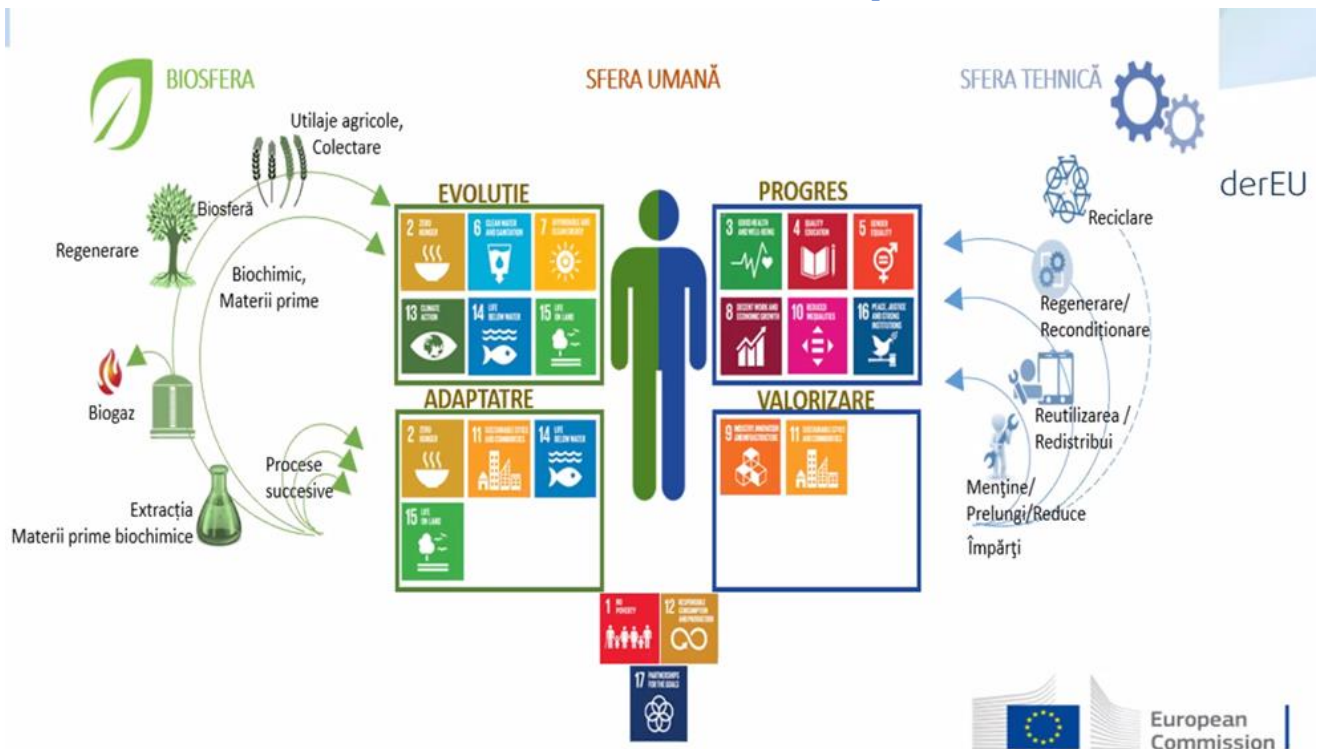 BIOSFERA
SFERA UMANĂ
SFERA TEHNICĂ
derEU
Utilaje agricole,
Colectare
Biosferă
Regenerare
Biochimic,
Materii prime
Biogaz
Procese
succesive
Extracția
Materii prime biochimice
EVOLUȚIE
2 ZERO
HUNGER
6 CLEAN WATER
AND SANITATION
7 AFFORDABLE AND
CLEAN ENERGY
13 CLIMATE
ACTION
14 LIFE
BELOW WATER
15 LIFE
ON LAND
ADAPTATRE
2 ZERO
HUNGER
11 SUSTAINABLE CITIES
AND COMMUNITIES
14 LIFE
BELOW WATER
15 LIFE
ON LAND
PROGRES
3 GOOD HEALTH
AND WELL-BEING
4 QUALITY
EDUCATION
5 GENDER
EQUALITY
8 DECENT WORK AND
ECONOMIC GROWTH
10 REDUCED
INEQUALITIES
16 PEACE, JUSTICE
AND STRONG
INSTITUTIONS
VALORIZARE
9 INDUSTRY, INNOVATION
AND INFRASTRUCTURE
11 SUSTAINABLE CITIES
AND COMMUNITIES
1 NO
POVERTY
12 RESPONSIBLE
CONSUMPTION
AND PRODUCTION
17 PARTNERSHIPS
FOR THE GOALS
Reciclare
Regenerare/
Recondiționare
Reutilizarea /
Redistribui
Menține/
Prelungi/Reduce
Împărți
European
Commission